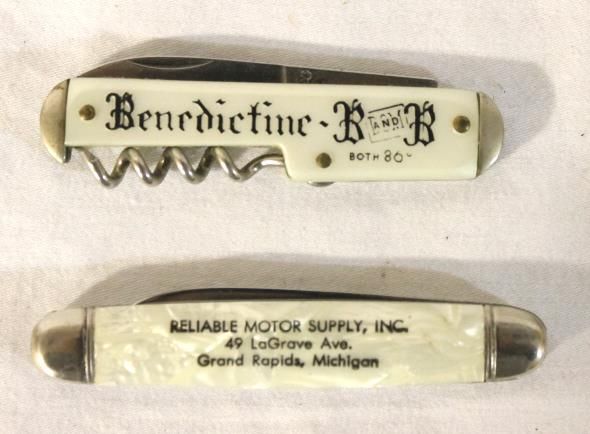 Benedictine - B AND B
BOTH 86°
RELIABLE MOTOR SUPPLY, INC.
49 LaGrave Ave.
Grand Rapids, Michigan